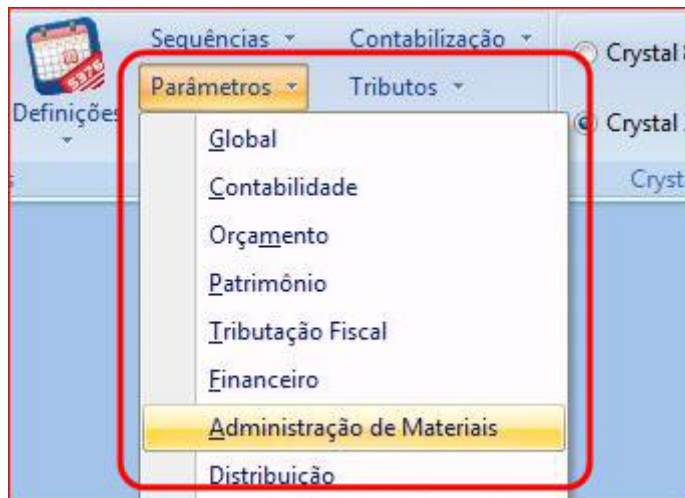 Sequências Contabilização
Crystal
Parâmetros Tributos
Definições
Crystal
Global
Contabilidade
Orçamento
Patrimônio
Tributação Fiscal
Financeiro
Administração de Materiais
Distribuição